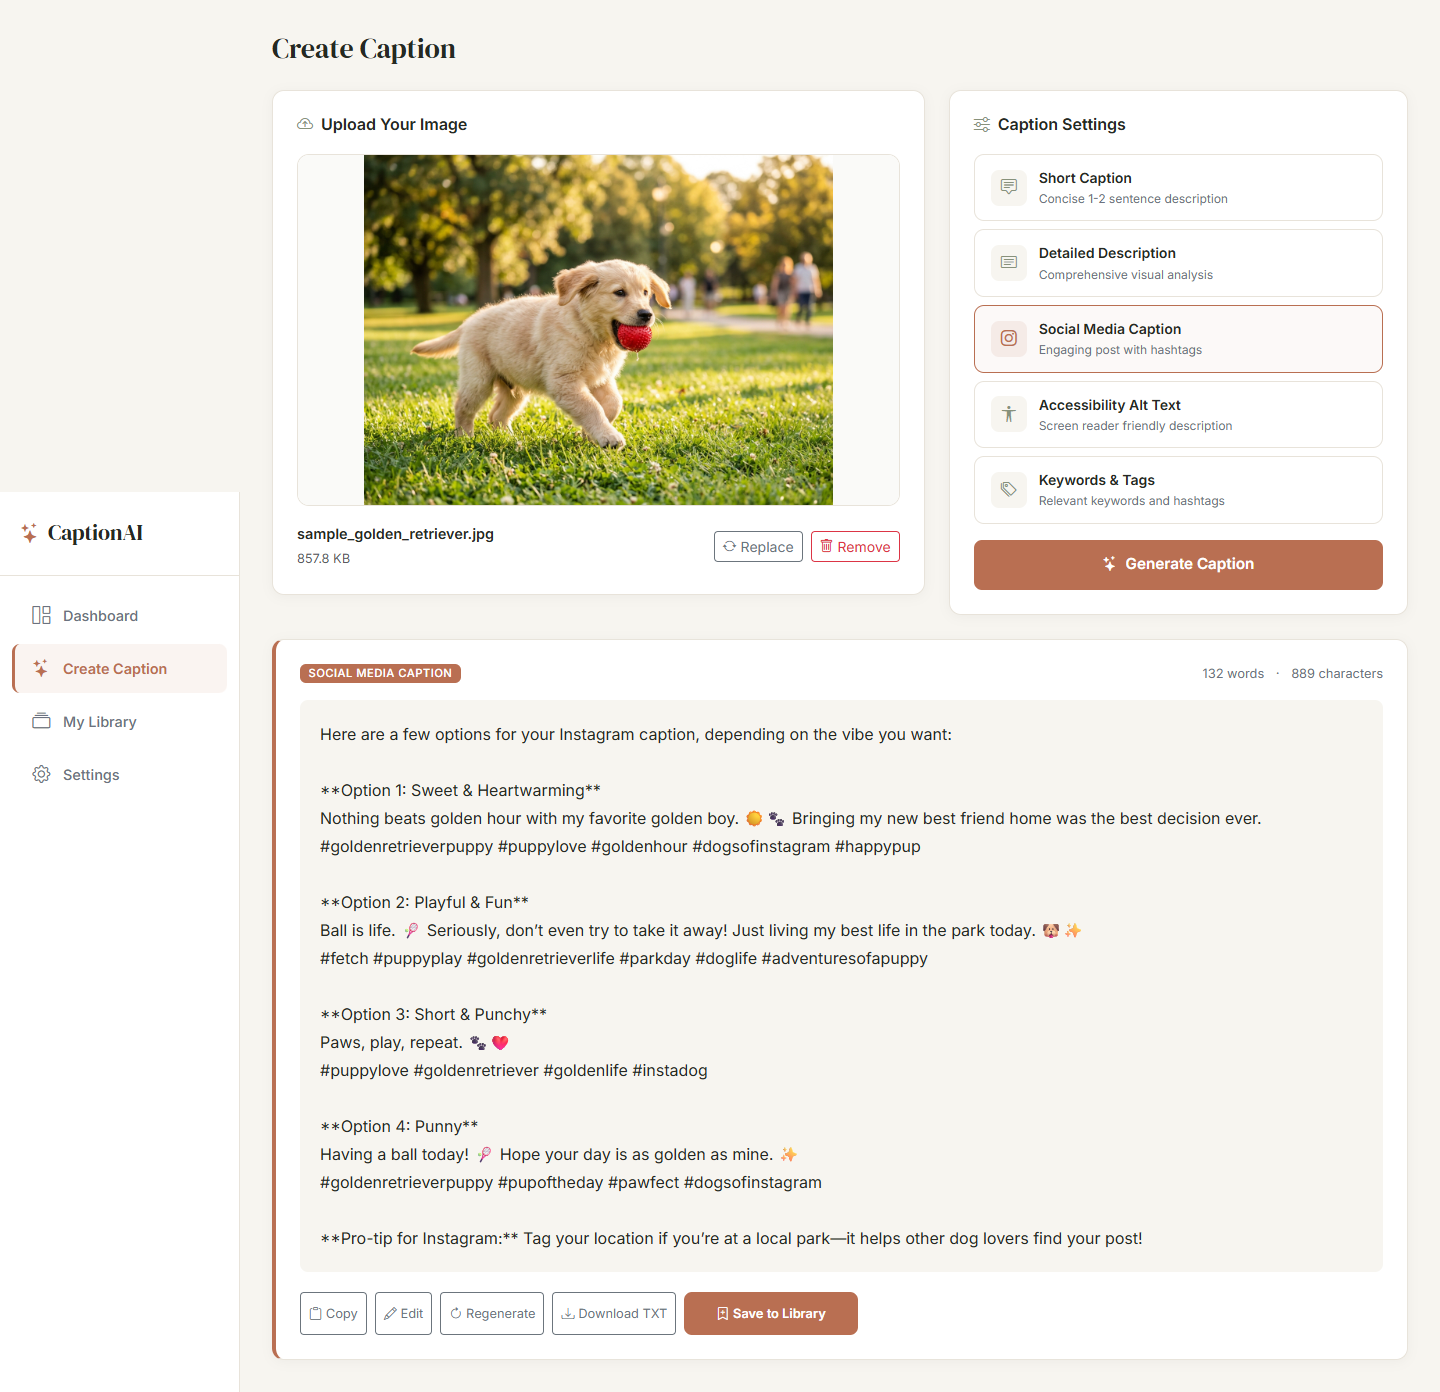 Create Caption
Upload Your Image
sample_golden_retriever.jpg
857.8 KB
Replace
Remove
Caption Settings
Short Caption
Concise 1-2 sentence description
Detailed Description
Comprehensive visual analysis
Social Media Caption
Engaging post with hashtags
Accessibility Alt Text
Screen reader friendly description
Keywords & Tags
Relevant keywords and hashtags
Generate Caption
CaptionAI
Dashboard
Create Caption
My Library
Settings
SOCIAL MEDIA CAPTION
132 words · 889 characters
Here are a few options for your Instagram caption, depending on the vibe you want:
**Option 1: Sweet & Heartwarming**
Nothing beats golden hour with my favorite golden boy. 🌼 🐾 Bringing my new best friend home was the best decision ever.
#goldenretrieverpuppy #puppylove #goldenhour #dogsofinstagram #happypup
**Option 2: Playful & Fun**
Ball is life. 🎾 Seriously, don’t even try to take it away! Just living my best life in the park today. 🐶 ✨
#fetch #puppyplay #goldenretrieverlife #parkday #doglife #adventuresofapuppy
**Option 3: Short & Punchy**
Paws, play, repeat. 🐾 ❤️
#puppylove #goldenretriever #goldenlife #instadog
**Option 4: Punny**
Having a ball today! 🎾 Hope your day is as golden as mine. ✨
#goldenretrieverpuppy #pupoftheday #pawfect #dogsofinstagram
**Pro-tip for Instagram:** Tag your location if you’re at a local park—it helps other dog lovers find your post!
Copy
Edit
Regenerate
Download TXT
Save to Library